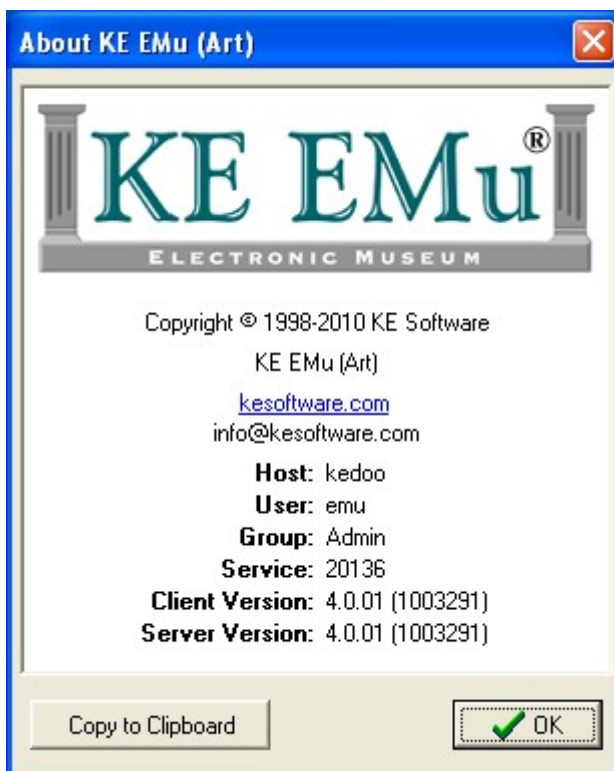 About KE EMu (Art)
KE EMu®
ELECTRONIC MUSEUM
Copyright © 1998-2010 KE Software
KE EMu (Art)
kesoftware.com
info@kesoftware.com
Host: kedoo
User: emu
Group: Admin
Service: 20136
Client Version: 4.0.01 (1003291)
Server Version: 4.0.01 (1003291)
Copy to Clipboard
OK